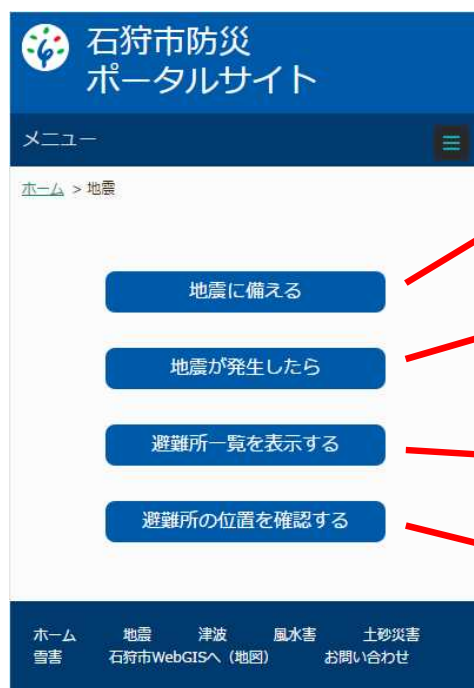 石狩市防災
ポータルサイト
メニュー
ホーム > 地震
地震に備える
地震が発生したら
避難所一覧を表示する
避難所の位置を確認する
ホーム 地震 津波 風水害 土砂災害
雪害 石狩市WebGISへ（地図） お問い合わせ